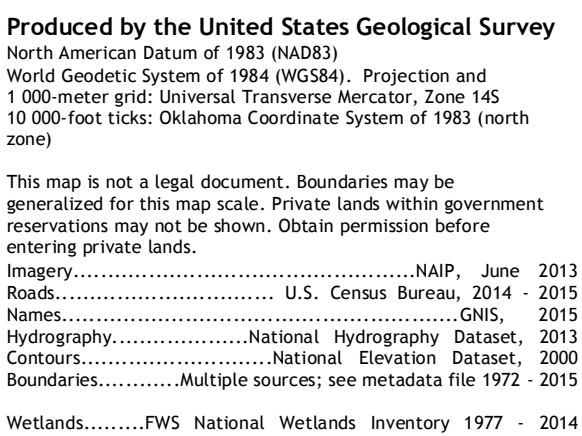 Produced by the United States Geological Survey
North American Datum of 1983 (NAD83)
World Geodetic System of 1984 (WGS84).  Projection and
1 000-meter grid: Universal Transverse Mercator, Zone 14S
10 000-foot ticks: Oklahoma Coordinate System of 1983 (north
zone)
This map is not a legal document. Boundaries may be
generalized for this map scale. Private lands within government
reservations may not be shown. Obtain permission before
entering private lands.
Imagery..................................................NAIP, June 2013
Roads................................ U.S. Census Bureau, 2014 - 2015
Names..........................................................GNIS, 2015
Hydrography....................National Hydrography Dataset, 2013
Contours............................National Elevation Dataset, 2000
Boundaries............Multiple sources; see metadata file 1972 - 2015
Wetlands.........FWS National Wetlands Inventory 1977 - 2014